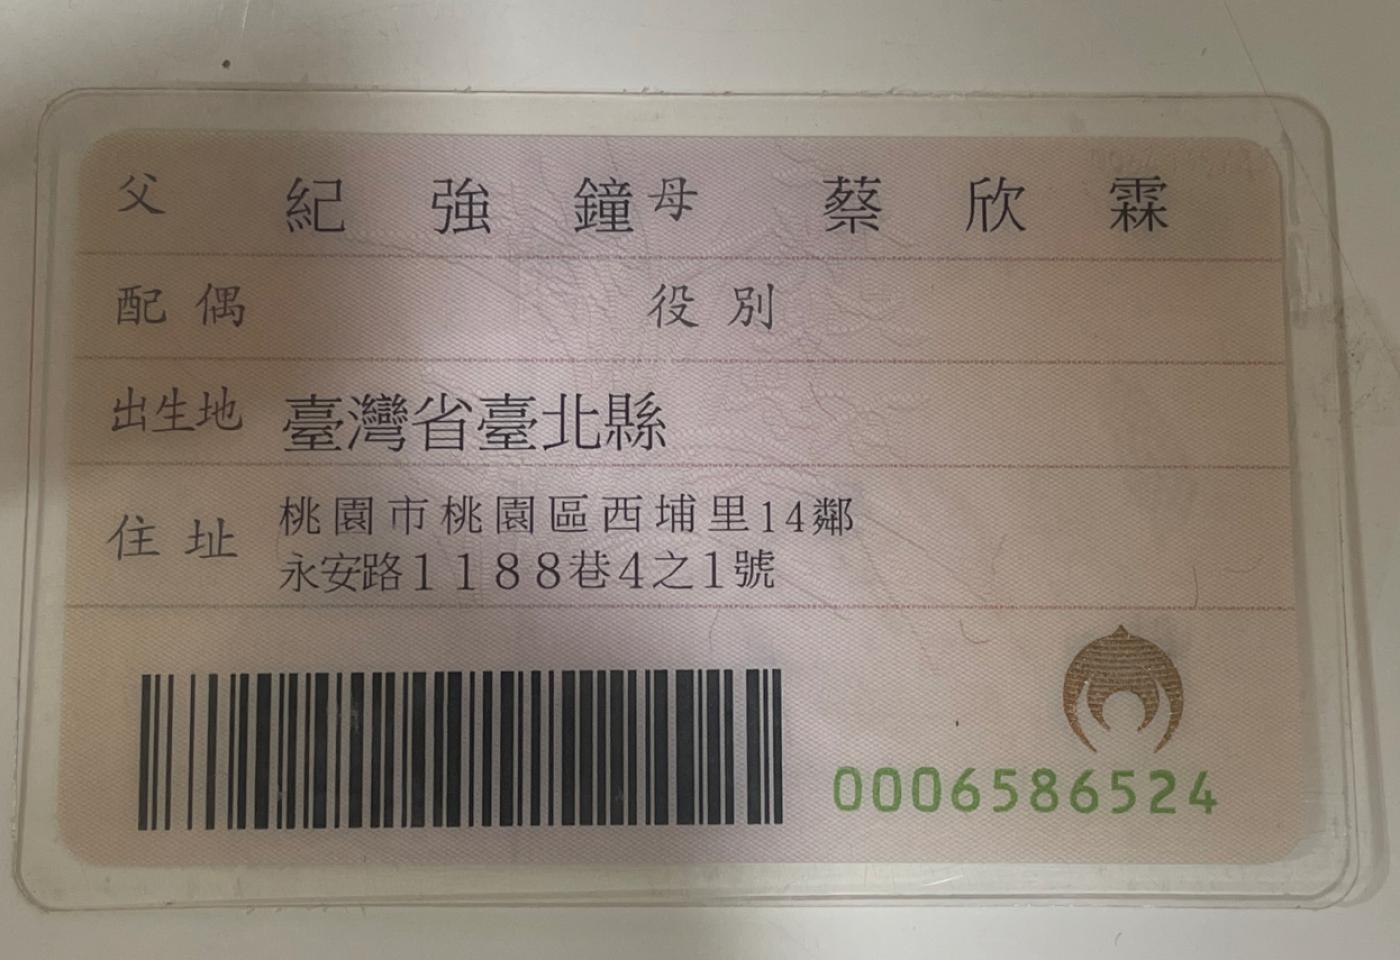 父 紀強鐘 母 蔡欣霖
配偶 役別
出生地 臺灣省臺北縣
住址 桃園市桃園區西埔里14鄰
永安路1188巷4之1號
0006586524